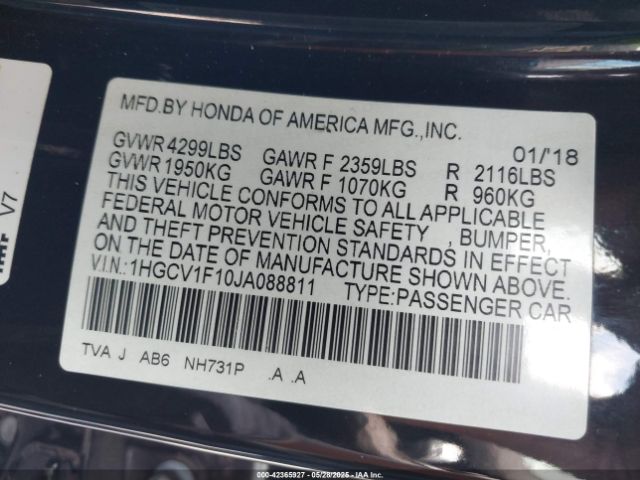 MFD.BY HONDA OF AMERICA MFG.,INC.
01/'18
GVWR 4299LBS GAWR F 2359LBS R 2116LBS
GVWR 1950KG GAWR F 1070KG R 960KG
THIS VEHICLE CONFORMS TO ALL APPLICABLE
FEDERAL MOTOR VEHICLE SAFETY , BUMPER,
AND THEFT PREVENTION STANDARDS IN EFFECT
ON THE DATE OF MANUFACTURE SHOWN ABOVE.
V.I.N.:1HGCV1F10JA088811 TYPE:PASSENGER CAR
TVA J AB6 NH731P .A .A
V7
00-42365927 - 05/28/2025 - IAA